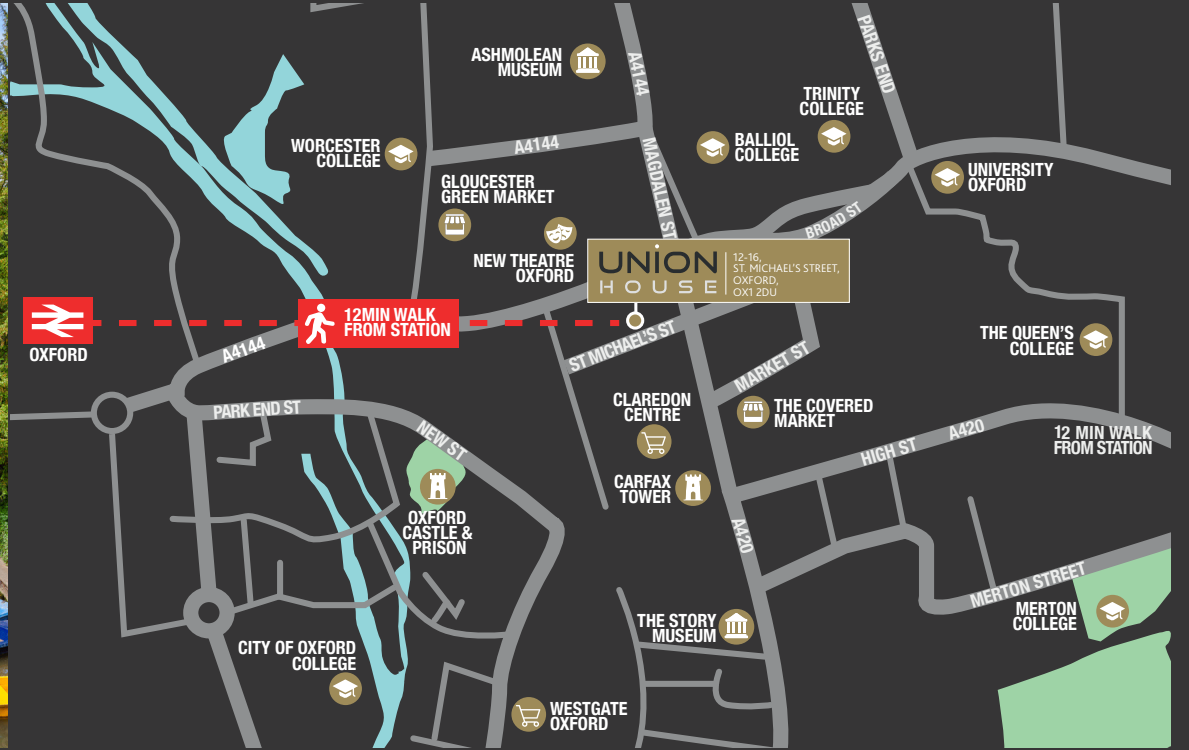 ASHMOLEAN
MUSEUM
A4144
PARKS END
TRINITY
COLLEGE
WORCESTER
COLLEGE
A4144
MAGDALEN ST
BALLIOL
COLLEGE
UNIVERSITY
OXFORD
GLOUCESTER
GREEN MARKET
BROAD ST
NEW THEATRE
OXFORD
UNION
HOUSE
12-16,
ST. MICHAEL'S STREET,
OXFORD,
OX1 2DU
12MIN WALK
FROM STATION
OXFORD
A4144
ST MICHAEL'S ST
THE QUEEN'S
COLLEGE
MARKET ST
PARK END ST
CLAREDON
CENTRE
THE COVERED
MARKET
NEW ST
HIGH ST
A420
12 MIN WALK
FROM STATION
CARFAX
TOWER
OXFORD
CASTLE &
PRISON
A420
MERTON STREET
MERTON
COLLEGE
THE STORY
MUSEUM
CITY OF OXFORD
COLLEGE
WESTGATE
OXFORD